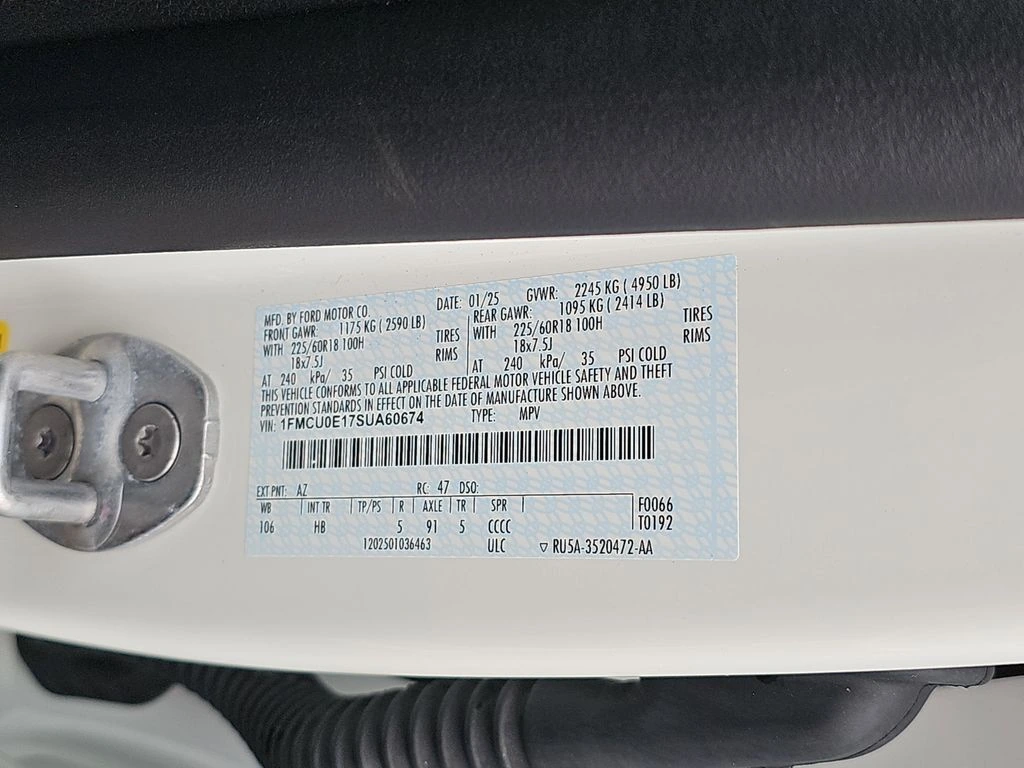 MFD. BY FORD MOTOR CO. DATE: 01/25 GVWR: 2245 KG ( 4950 LB)
FRONT GAWR: 1175 KG ( 2590 LB) REAR GAWR: 1095 KG ( 2414 LB)
WITH 225/60R18 100H TIRES WITH 225/60R18 100H TIRES
18x7.5J RIMS 18x7.5J RIMS
AT 240 kPa/ 35 PSI COLD AT 240 kPa/ 35 PSI COLD
THIS VEHICLE CONFORMS TO ALL APPLICABLE FEDERAL MOTOR VEHICLE SAFETY AND THEFT
PREVENTION STANDARDS IN EFFECT ON THE DATE OF MANUFACTURE SHOWN ABOVE.
VIN: 1FMCU0E17SUA60674 TYPE: MPV
EXT PNT: AZ RC: 47 DSO:
WB INT TR TP/PS R AXLE TR SPR F0066
106 HB 5 91 5 CCCC T0192
1202501036463 ULC ▽ RU5A-3520472-AA